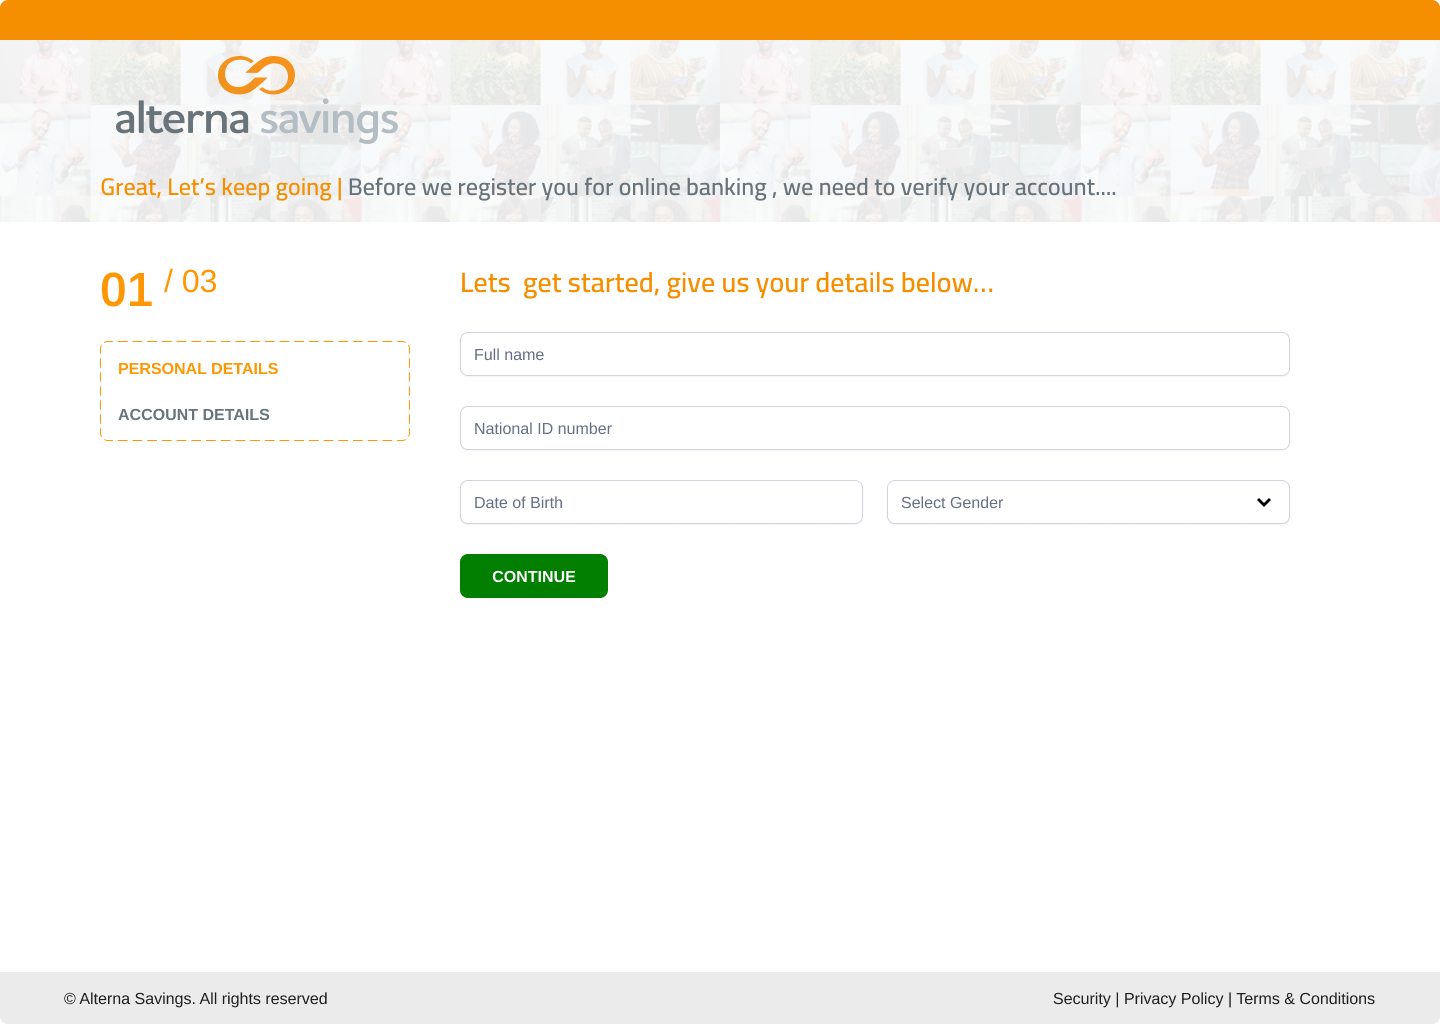 alterna savings
Great, Let’s keep going | Before we register you for online banking , we need to verify your account....
01 / 03
PERSONAL DETAILS
ACCOUNT DETAILS
Lets  get started, give us your details below...
Full name
National ID number
Date of Birth
Select Gender
CONTINUE
© Alterna Savings. All rights reserved
Security | Privacy Policy | Terms & Conditions